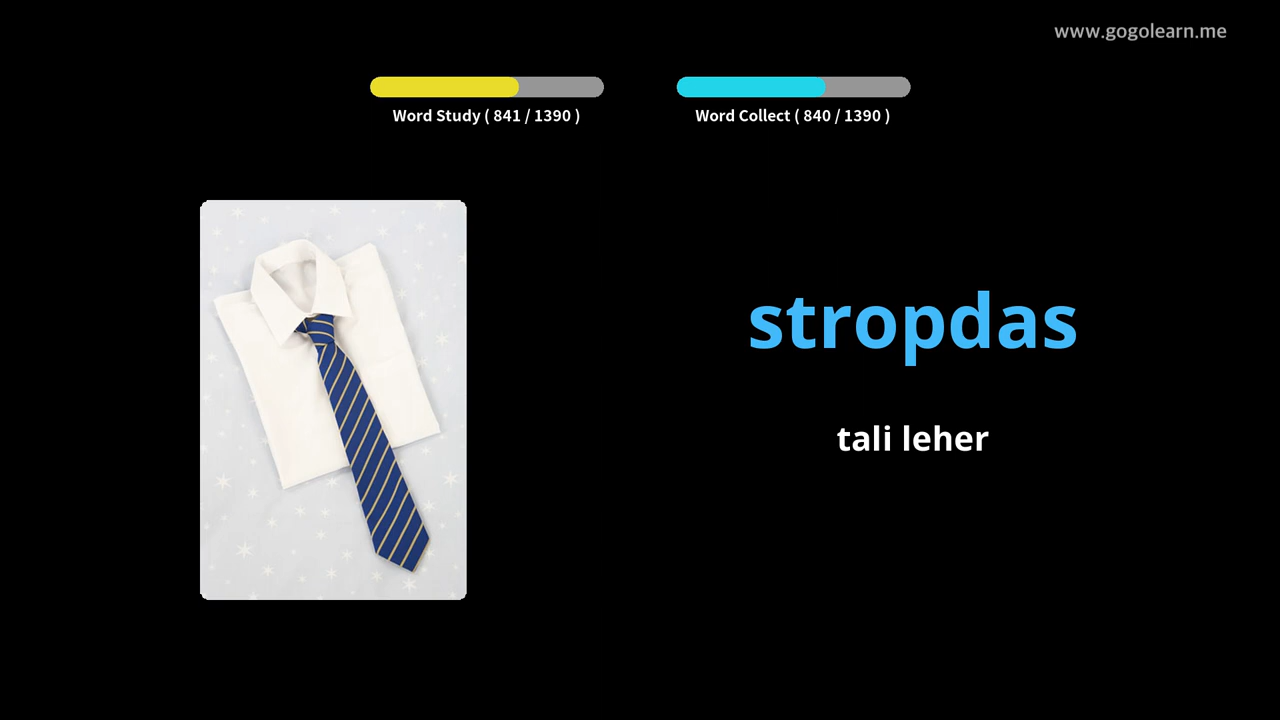 www.gogolearn.me
Word Study ( 841 / 1390 )
Word Collect ( 840 / 1390 )
stropdas
tali leher